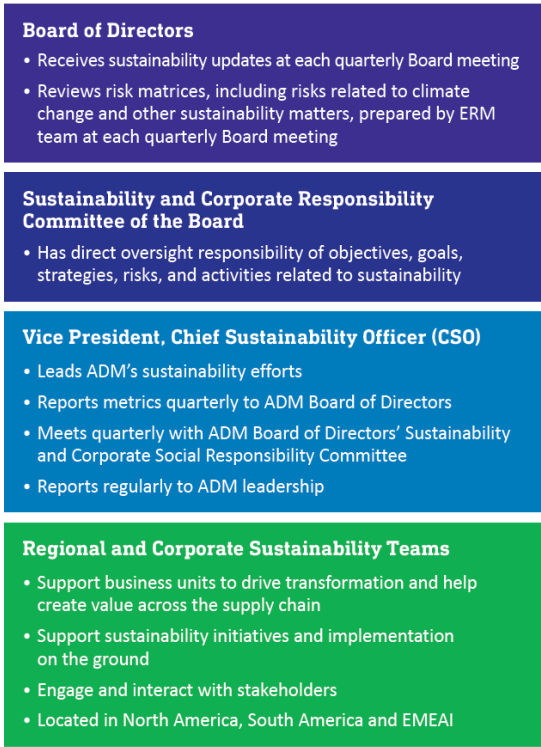 Board of Directors
• Receives sustainability updates at each quarterly Board meeting
• Reviews risk matrices, including risks related to climate
change and other sustainability matters, prepared by ERM
team at each quarterly Board meeting
Sustainability and Corporate Responsibility
Committee of the Board
• Has direct oversight responsibility of objectives, goals,
strategies, risks, and activities related to sustainability
Vice President, Chief Sustainability Officer (CSO)
• Leads ADM’s sustainability efforts
• Reports metrics quarterly to ADM Board of Directors
• Meets quarterly with ADM Board of Directors’ Sustainability
and Corporate Social Responsibility Committee
• Reports regularly to ADM leadership
Regional and Corporate Sustainability Teams
• Support business units to drive transformation and help
create value across the supply chain
• Support sustainability initiatives and implementation
on the ground
• Engage and interact with stakeholders
• Located in North America, South America and EMEAI